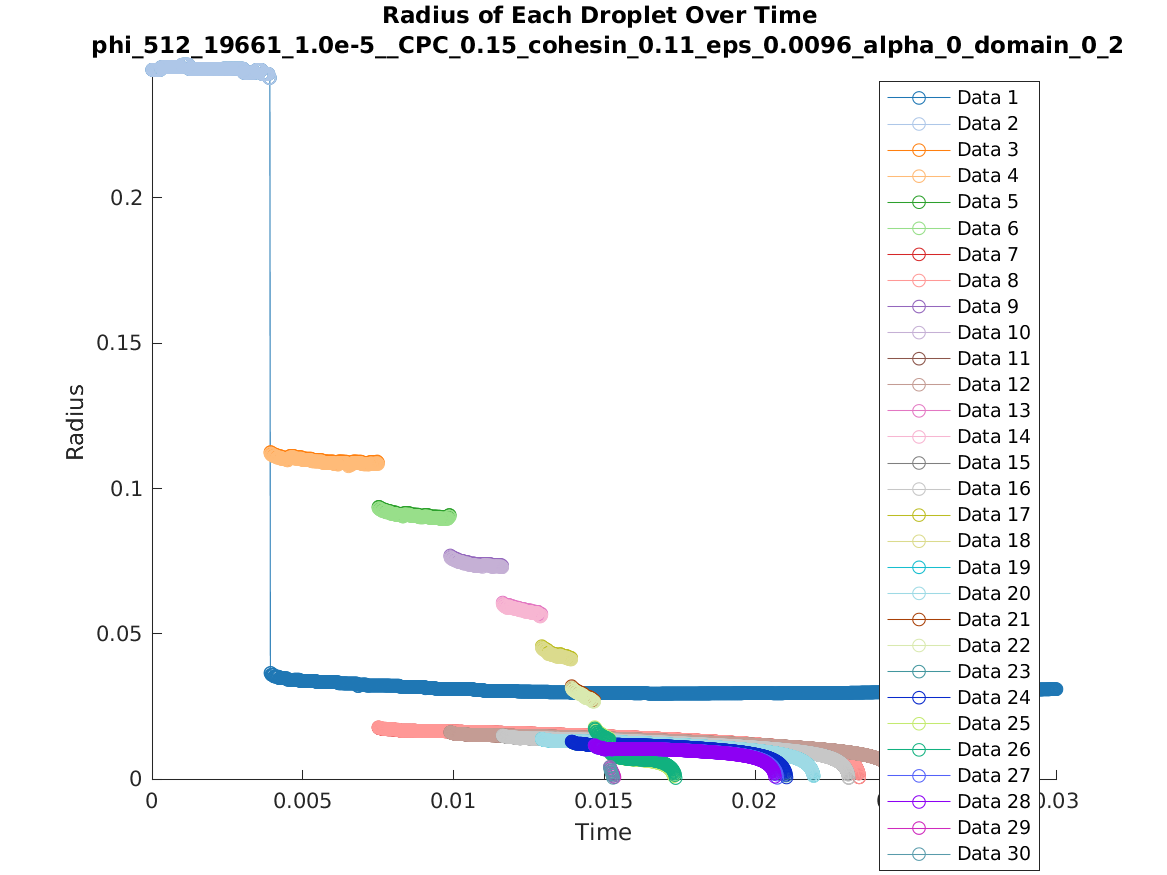 Radius of Each Droplet Over Time
phi_512_19661_1.0e-5__CPC_0.15_cohesin_0.11_eps_0.0096_alpha_0_domain_0_2
0.2
0.15
0.1
0.05
0
Radius
0
0.005
0.01
0.015
0.02
0.03
Time
Data 1
Data 2
Data 3
Data 4
Data 5
Data 6
Data 7
Data 8
Data 9
Data 10
Data 11
Data 12
Data 13
Data 14
Data 15
Data 16
Data 17
Data 18
Data 19
Data 20
Data 21
Data 22
Data 23
Data 24
Data 25
Data 26
Data 27
Data 28
Data 29
Data 30